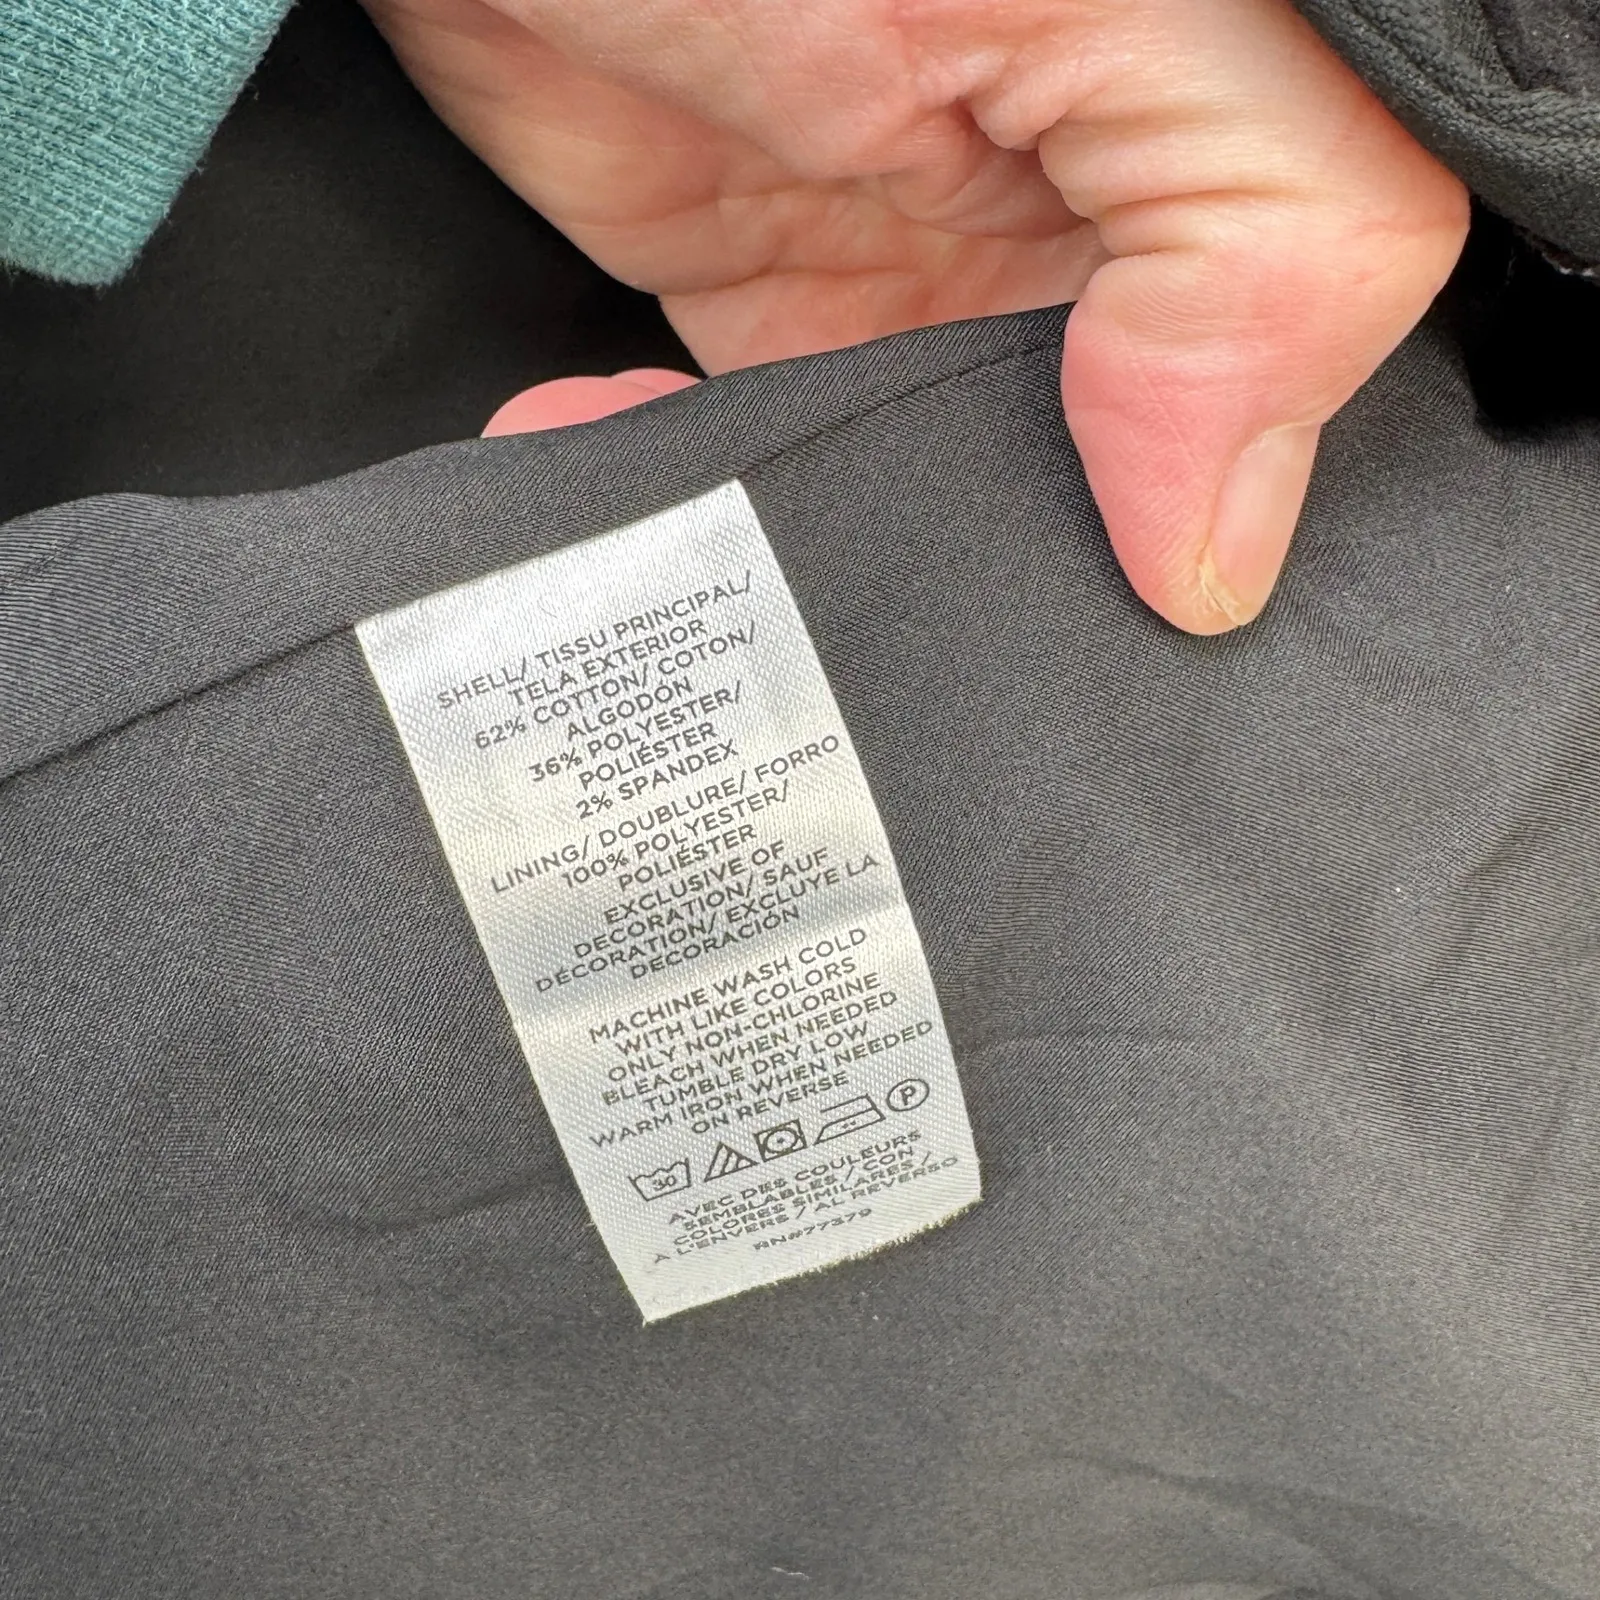 SHELL/ TISSU PRINCIPAL/
TELA EXTERIOR
62% COTTON/ COTON/
ALGODÓN
36% POLYESTER/
POLIÉSTER
2% SPANDEX
LINING/ DOUBLURE/ FORRO
100% POLYESTER/
POLIÉSTER
EXCLUSIVE OF
DECORATION/ SAUF
DÉCORATION/ EXCLUYE LA
DECORACIÓN
MACHINE WASH COLD
WITH LIKE COLORS
ONLY NON-CHLORINE
BLEACH WHEN NEEDED
TUMBLE DRY LOW
WARM IRON WHEN NEEDED
ON REVERSE
30 P
AVEC DES COULEURS
SEMBLABLES / CON
COLORES SIMILARES /
A L'ENVERS / AL REVERSO
RN#77379